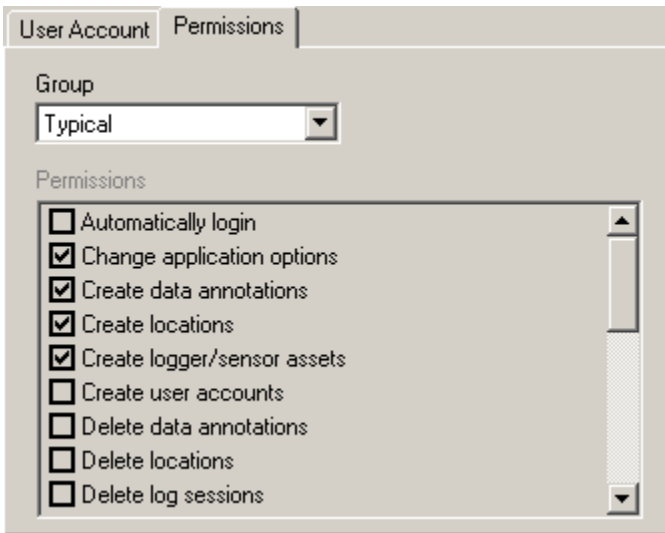 User Account Permissions
Group
Typical
Permissions
Automatically login
Change application options
Create data annotations
Create locations
Create logger/sensor assets
Create user accounts
Delete data annotations
Delete locations
Delete log sessions